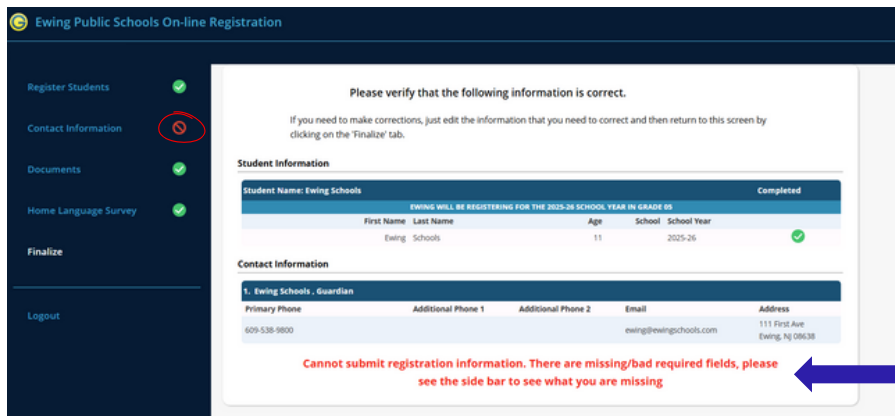 Ewing Public Schools On-line Registration
Register Students
Contact Information
Documents
Home Language Survey
Finalize
Logout
Please verify that the following information is correct.
If you need to make corrections, just edit the information that you need to correct and then return to this screen by
clicking on the 'Finalize' tab.
Student Information
Student Name: Ewing Schools Completed
EWING WILL BE REGISTERING FOR THE 2025-26 SCHOOL YEAR IN GRADE 05
First Name Last Name Age School School Year
Ewing Schools 11 2025-26
Contact Information
1. Ewing Schools , Guardian
Primary Phone Additional Phone 1 Additional Phone 2 Email Address
609-538-9800 ewing@ewingschools.com 111 First Ave
Ewing, NJ 08638
Cannot submit registration information. There are missing/bad required fields, please
see the side bar to see what you are missing